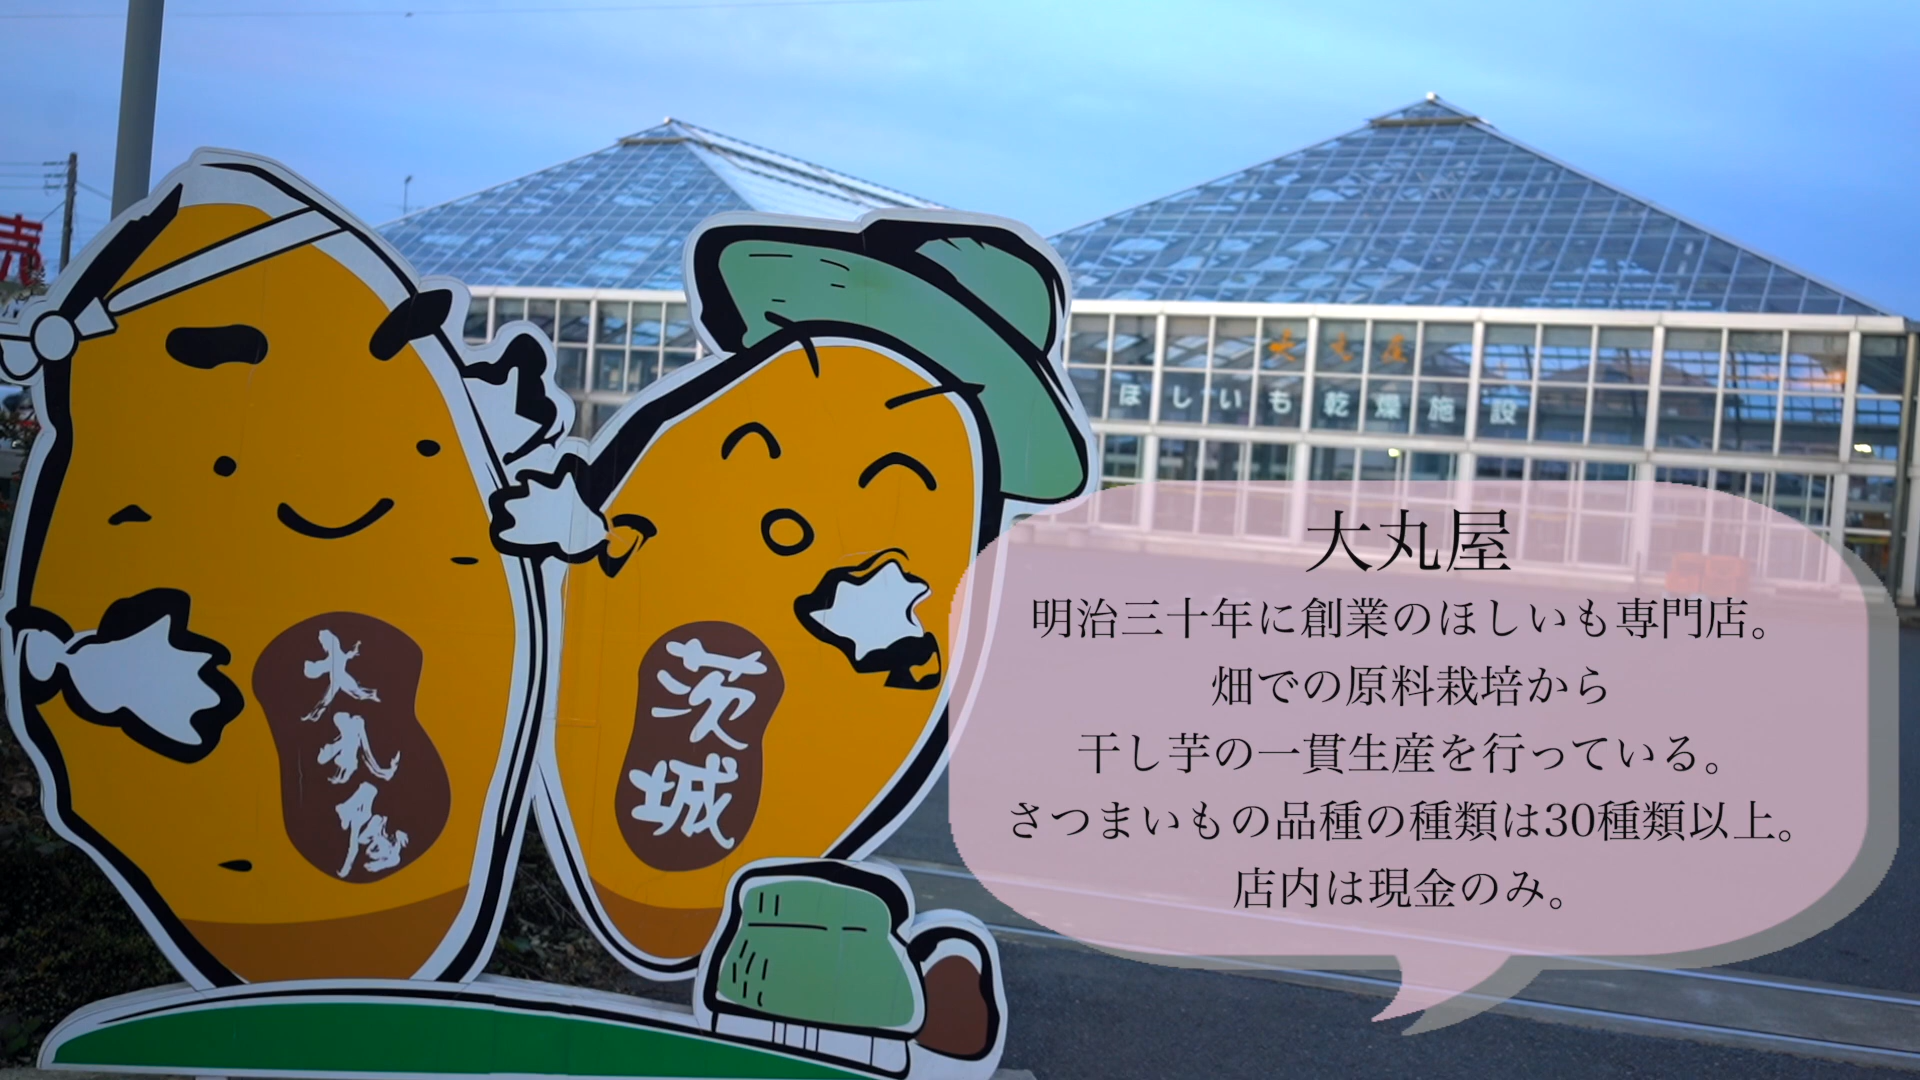 売
大丸屋
ほしいも乾燥施設
大丸屋
茨城
大丸屋
明治三十年に創業のほしいも専門店。
畑での原料栽培から
干し芋の一貫生産を行っている。
さつまいもの品種の種類は30種類以上。
店内は現金のみ。